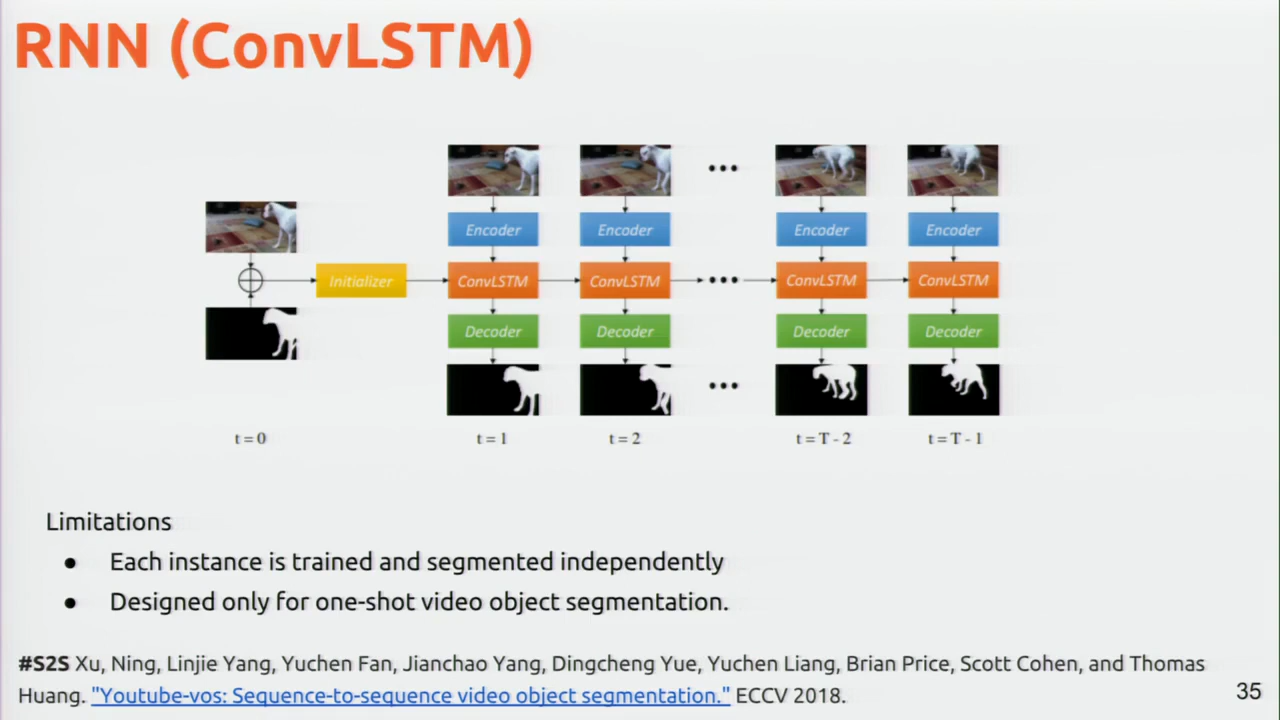 RNN (ConvLSTM)
Encoder Encoder Encoder Encoder
Initializer ConvLSTM ConvLSTM ConvLSTM ConvLSTM
Decoder Decoder Decoder Decoder
t = 0 t = 1 t = 2 t = T - 2 t = T - 1
Limitations
● Each instance is trained and segmented independently
● Designed only for one-shot video object segmentation.
#S2S Xu, Ning, Linjie Yang, Yuchen Fan, Jianchao Yang, Dingcheng Yue, Yuchen Liang, Brian Price, Scott Cohen, and Thomas
Huang. "Youtube-vos: Sequence-to-sequence video object segmentation." ECCV 2018.
35